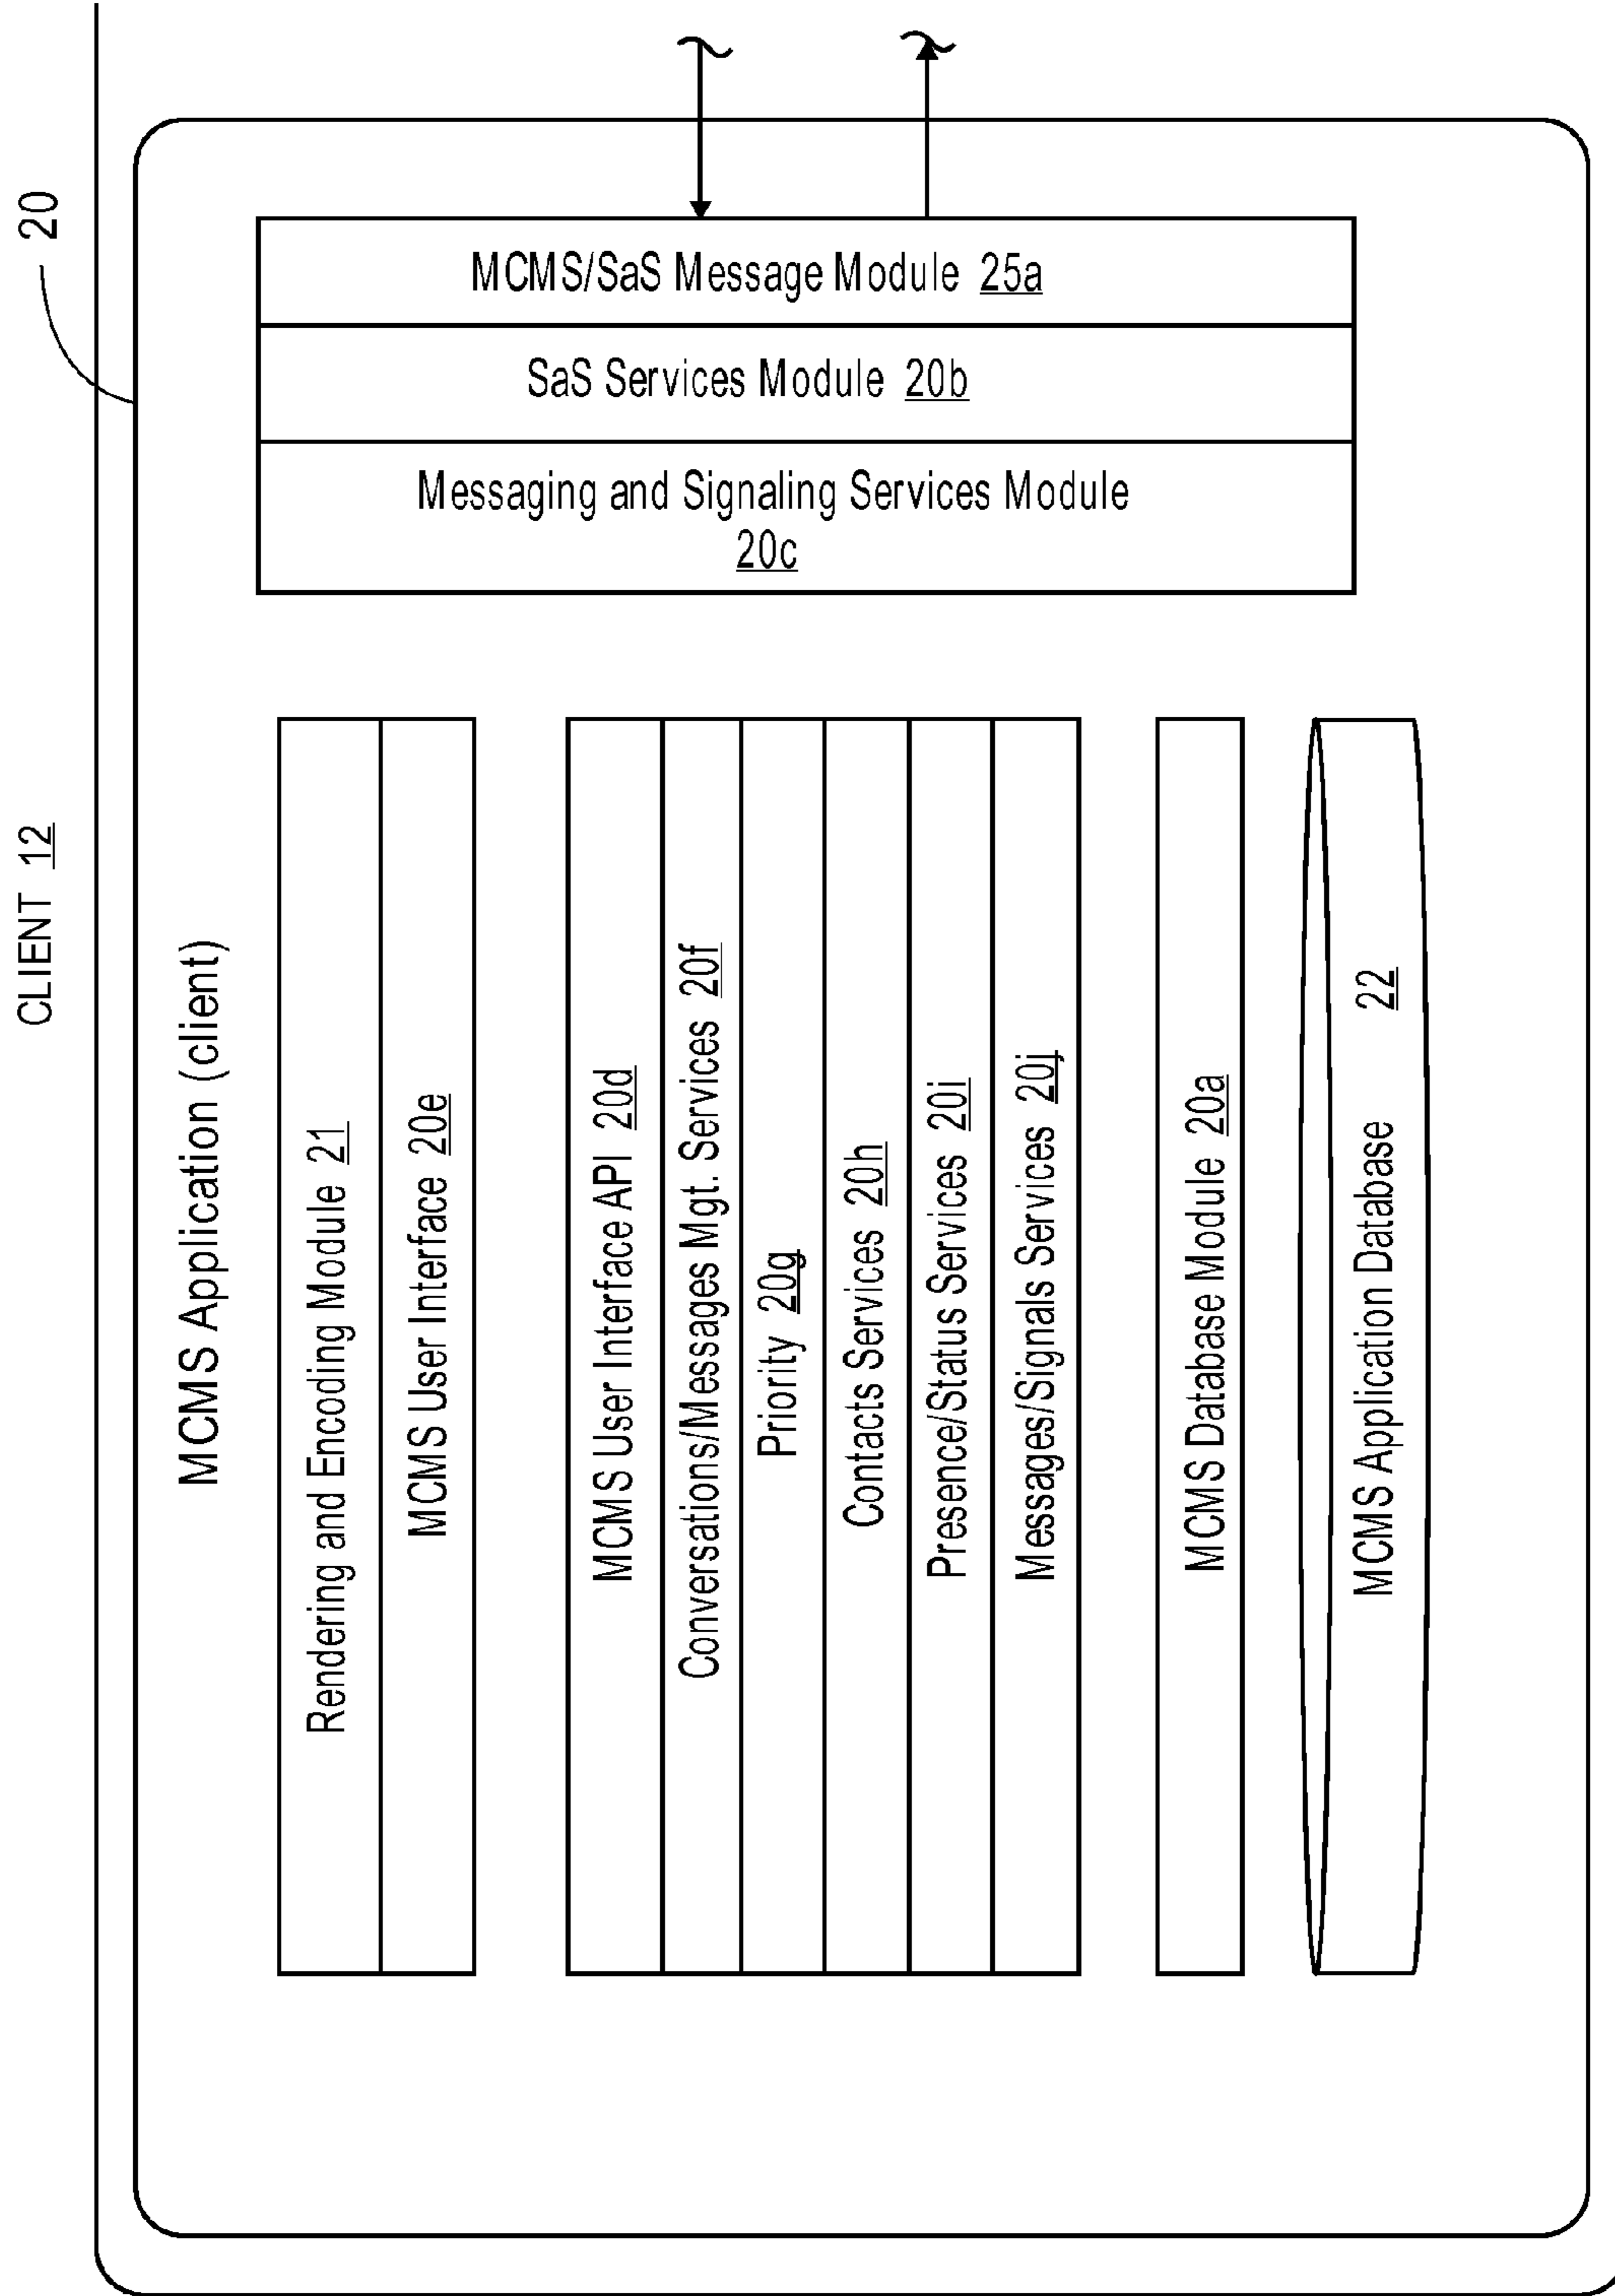 CLIENT 12
20
MCMS Application (client)
Rendering and Encoding Module 21
MCMS User Interface 20e
MCMS User Interface API 20d
Conversations/Messages Mgt. Services 20f
Priority 20g
Contacts Services 20h
Presence/Status Services 20i
Messages/Signals Services 20j
MCMS Database Module 20a
MCMS Application Database 22
MCMS/SaS Message Module 25a
SaS Services Module 20b
Messaging and Signaling Services Module
20c